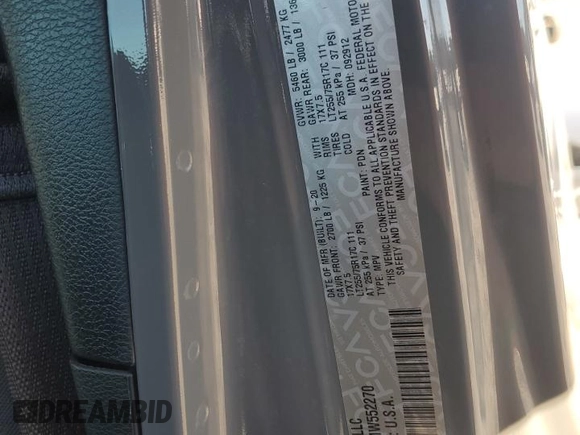 DATE OF MFR (BUILT): 9-20 GVWR: 5460 LB / 2477 KG
GAWR FRONT: 2700 LB / 1225 KG WITH GAWR REAR: 3000 LB /
17X7.5 RIMS 17X7.5
LT255/75R17C 111 TIRES LT255/75R17C 111
AT 255 kPa / 37 PSI COLD AT 255 kPa / 37 PSI
TYPE: MPV PAINT: PDN MDH: 092912
THIS VEHICLE CONFORMS TO ALL APPLICABLE U.S.A. FEDERAL MOTOR
SAFETY AND THEFT PREVENTION STANDARDS IN EFFECT ON THE
MANUFACTURE SHOWN ABOVE.
LLC
W552270
U.S.A.
DREAMBID